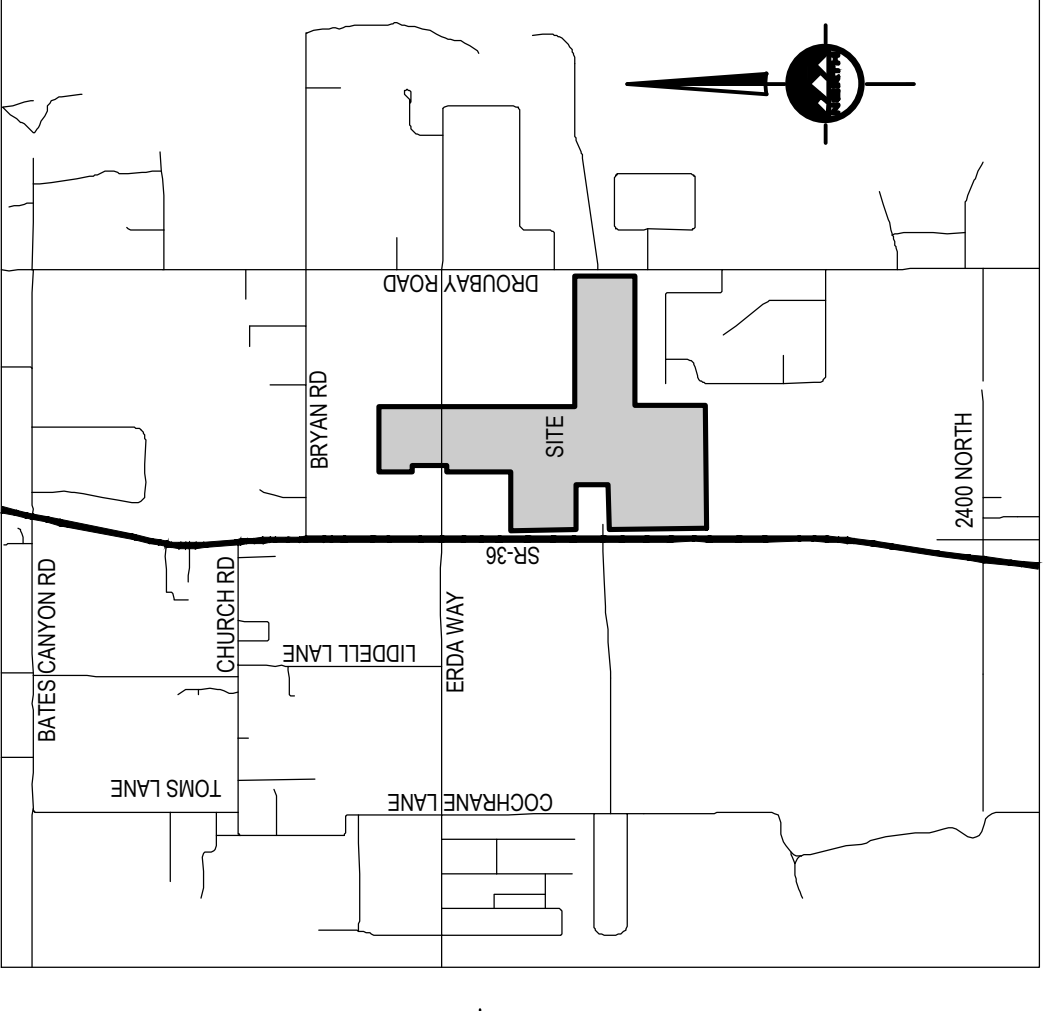 NORTH
DROUBAY ROAD
BRYAN RD
SITE
2400 NORTH
SR-36
BATES CANYON RD
CHURCH RD
LIDDELL LANE
ERDA WAY
TOMS LANE
COCHRANE LANE